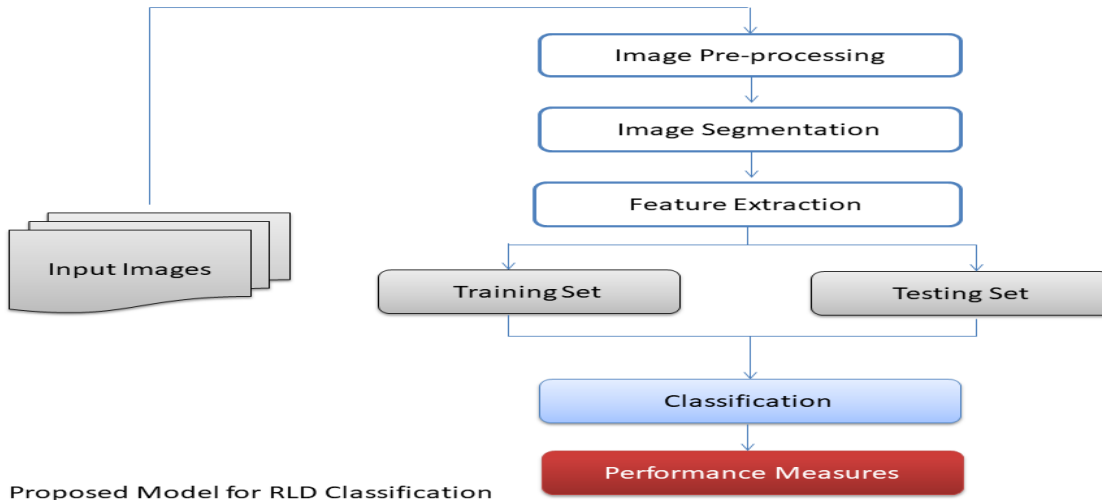 Image Pre-processing
Image Segmentation
Feature Extraction
Input Images
Training Set
Testing Set
Classification
Performance Measures
Proposed Model for RLD Classification